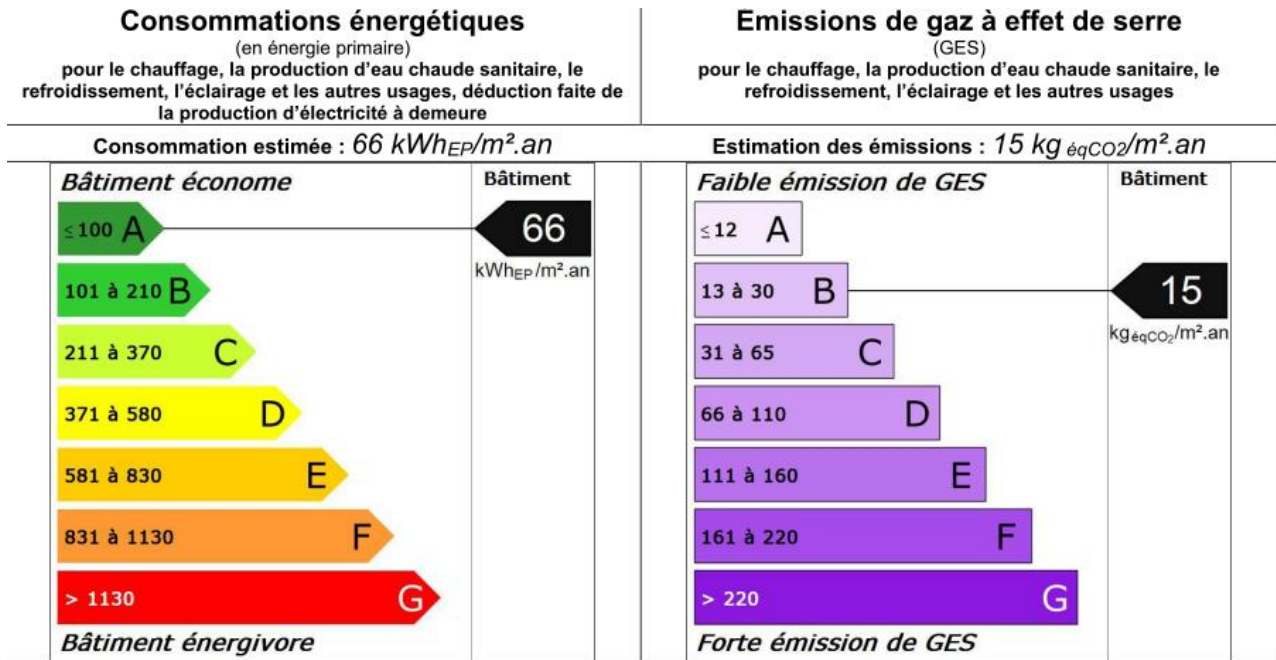 Consommations énergétiques
(en énergie primaire)
pour le chauffage, la production d'eau chaude sanitaire, le
refroidissement, l'éclairage et les autres usages, déduction faite de
la production d'électricité à demeure
Consommation estimée : 66 kWhEP/m².an
Bâtiment économe
Bâtiment
≤ 100 A
66
kWhEP/m².an
101 à 210 B
211 à 370 C
371 à 580 D
581 à 830 E
831 à 1130 F
> 1130 G
Bâtiment énergivore
Emissions de gaz à effet de serre
(GES)
pour le chauffage, la production d'eau chaude sanitaire, le
refroidissement, l'éclairage et les autres usages
Estimation des émissions : 15 kg éqCO2/m².an
Faible émission de GES
Bâtiment
≤ 12 A
13 à 30 B
15
kgéqCO2/m².an
31 à 65 C
66 à 110 D
111 à 160 E
161 à 220 F
> 220 G
Forte émission de GES